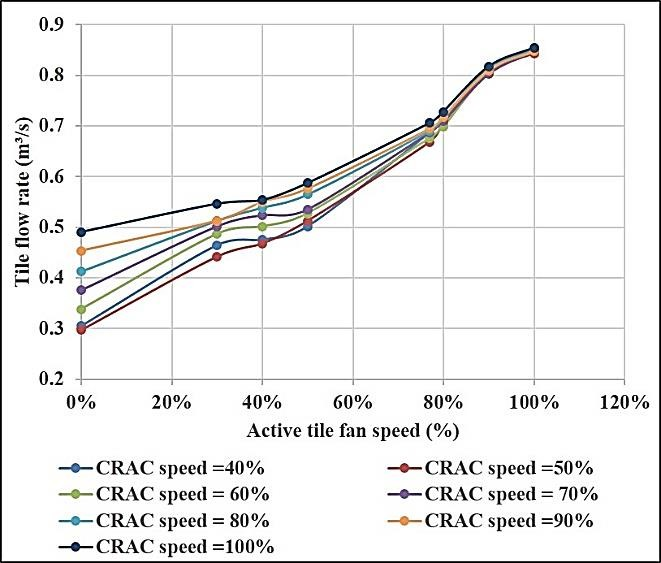 0.9
0.8
0.7
0.6
0.5
0.4
0.3
0.2
Tile flow rate (m³/s)
0% 20% 40% 60% 80% 100% 120%
Active tile fan speed (%)
CRAC speed =40% CRAC speed =50%
CRAC speed = 60% CRAC speed = 70%
CRAC speed = 80% CRAC speed =90%
CRAC speed =100%